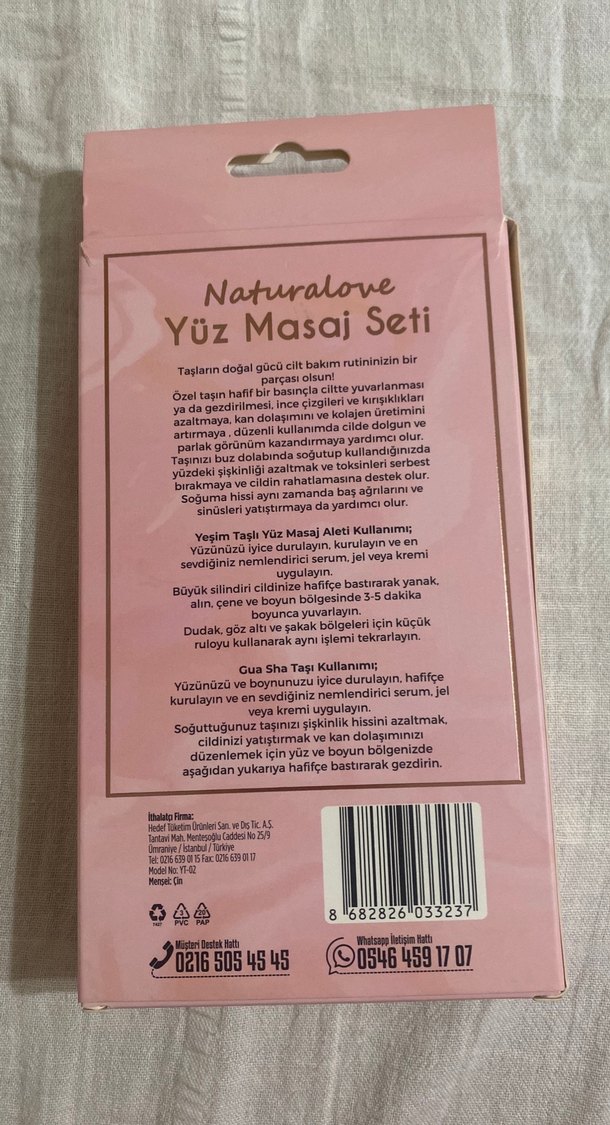 Naturalove
Yüz Masaj Seti
Taşların doğal gücü cilt bakım rutininizin bir
parçası olsun!
Özel taşın hafif bir basınçla ciltte yuvarlanması
ya da gezdirilmesi, ince çizgileri ve kırışıklıkları
azaltmaya, kan dolaşımını ve kolajen üretimini
artırmaya , düzenli kullanımda cilde dolgun ve
parlak görünüm kazandırmaya yardımcı olur.
Taşınızı buz dolabında soğutup kullandığınızda
yüzdeki şişkinliği azaltmak ve toksinleri serbest
bırakmaya ve cildin rahatlamasına destek olur.
Soğuma hissi aynı zamanda baş ağrılarını ve
sinüsleri yatıştırmaya da yardımcı olur.
Yeşim Taşlı Yüz Masaj Aleti Kullanımı;
Yüzünüzü iyice durulayın, kurulayın ve en
sevdiğiniz nemlendirici serum, jel veya kremi
uygulayın.
Büyük silindiri cildinize hafifçe bastırarak yanak,
alın, çene ve boyun bölgesinde 3-5 dakika
boyunca yuvarlayın.
Dudak, göz altı ve şakak bölgeleri için küçük
ruloyu kullanarak aynı işlemi tekrarlayın.
Gua Sha Taşı Kullanımı;
Yüzünüzü ve boynunuzu iyice durulayın, hafifçe
kurulayın ve en sevdiğiniz nemlendirici serum, jel
veya kremi uygulayın.
Soğuttuğunuz taşınızı şişkinlik hissini azaltmak,
cildinizi yatıştırmak ve kan dolaşımınızı
düzenlemek için yüz ve boyun bölgenizde
aşağıdan yukarıya hafifçe bastırarak gezdirin.
İthalatçı Firma:
Hedef Tüketim Ürünleri San. ve Dış Tic. A.Ş.
Tantavi Mah. Menteşoğlu Caddesi No 25/9
Ümraniye / İstanbul / Türkiye
Tel: 0216 639 01 15 Fax: 0216 639 01 17
Model No: YT-02
Menşei: Çin
3 20
PVC PAP
8 682826 033237
Müşteri Destek Hattı
0216 505 45 45
Whatsapp İletişim Hattı
0546 459 17 07